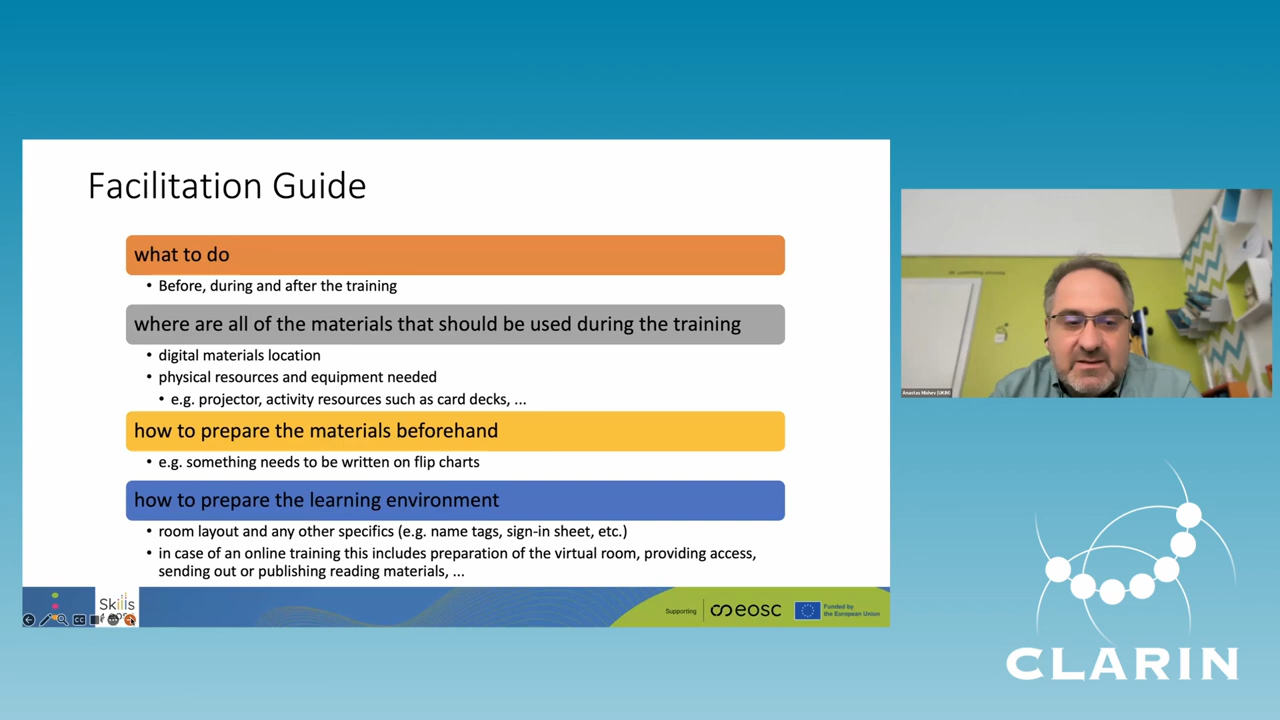 Facilitation Guide
what to do
• Before, during and after the training
where are all of the materials that should be used during the training
• digital materials location
• physical resources and equipment needed
• e.g. projector, activity resources such as card decks, ...
how to prepare the materials beforehand
• e.g. something needs to be written on flip charts
how to prepare the learning environment
• room layout and any other specifics (e.g. name tags, sign-in sheet, etc.)
• in case of an online training this includes preparation of the virtual room, providing access,
sending out or publishing reading materials, ...
Skills
CC
Supporting
eosc
Funded by
the European Union
CLARIN